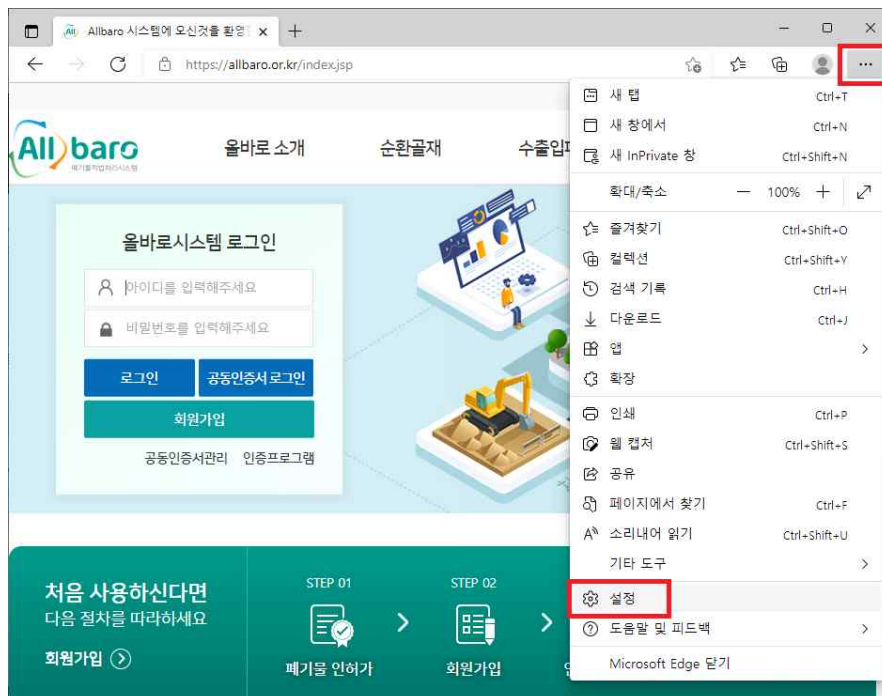 Allbaro 시스템에 오신것을 환영
https://allbaro.or.kr/index.jsp
Allbaro
폐기물적법처리시스템
올바로 소개
순환골재
수출입
올바로시스템 로그인
아이디를 입력해주세요
비밀번호를 입력해주세요
로그인
공동인증서 로그인
회원가입
공동인증서관리
인증프로그램
처음 사용하신다면
다음 절차를 따라하세요
회원가입
STEP 01
폐기물 인허가
STEP 02
회원가입
새 탭 Ctrl+T
새 창에서 Ctrl+N
새 InPrivate 창 Ctrl+Shift+N
확대/축소 — 100% +
즐겨찾기 Ctrl+Shift+O
컬렉션 Ctrl+Shift+Y
검색 기록 Ctrl+H
다운로드 Ctrl+J
앱
확장
인쇄 Ctrl+P
웹 캡처 Ctrl+Shift+S
공유
페이지에서 찾기 Ctrl+F
소리내어 읽기 Ctrl+Shift+U
기타 도구
설정
도움말 및 피드백
Microsoft Edge 닫기